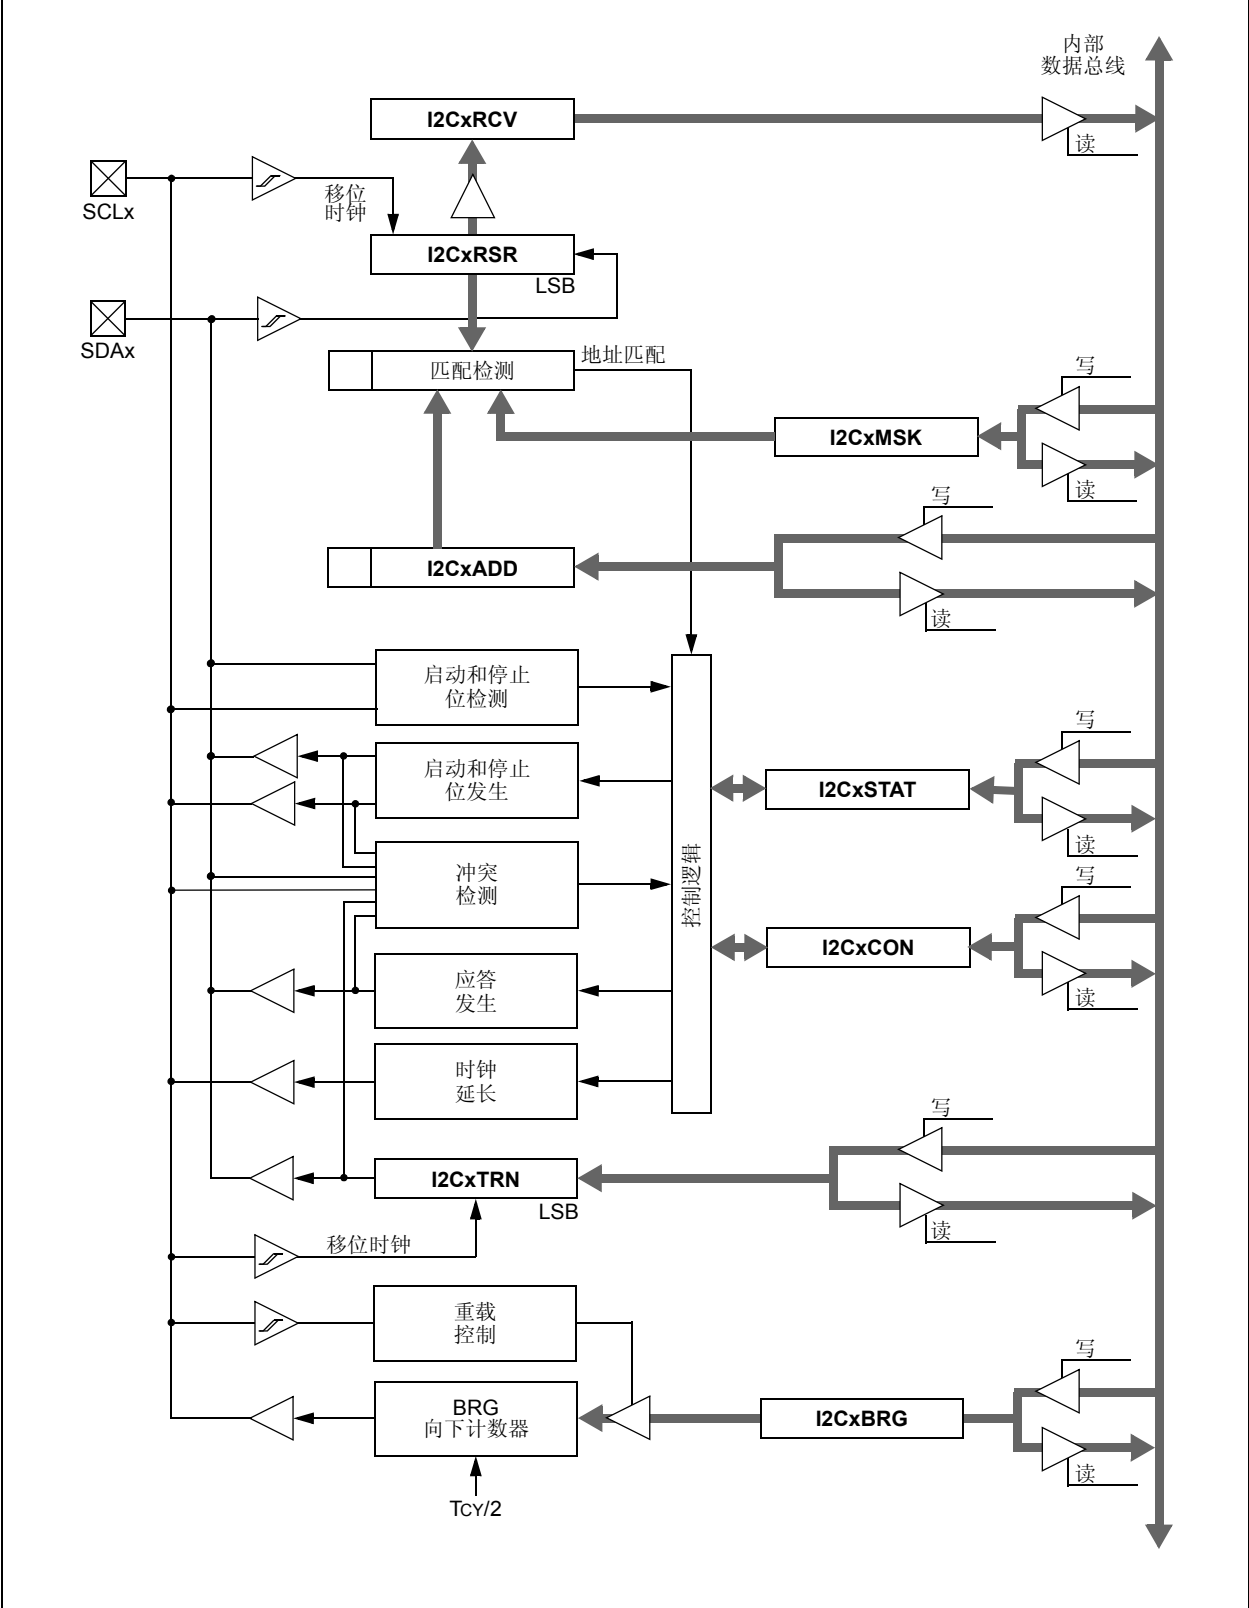 内部
数据总线
I2CxRCV
读
SCLx
移位
时钟
I2CxRSR
LSB
SDAx
地址匹配
匹配检测
写
I2CxMSK
读
写
I2CxADD
读
启动和停止
位检测
写
启动和停止
位发生
I2CxSTAT
读
控制逻辑
冲突
检测
写
I2CxCON
读
应答
发生
时钟
延长
写
I2CxTRN
LSB
读
移位时钟
重载
控制
写
BRG
向下计数器
I2CxBRG
读
TCY/2